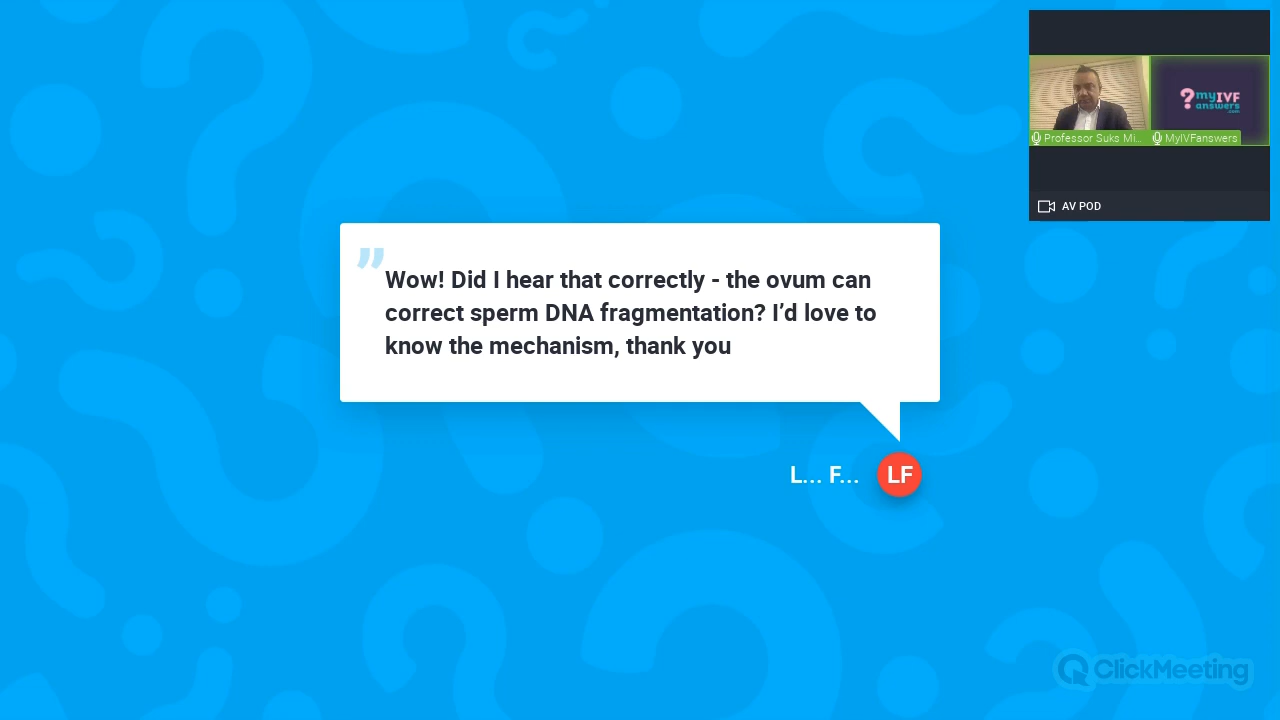 ?myIVF
answers
.com
Professor Suks Mi...
MyIVFanswers
AV POD
” Wow! Did I hear that correctly - the ovum can
correct sperm DNA fragmentation? I’d love to
know the mechanism, thank you
L... F...
LF
ClickMeeting